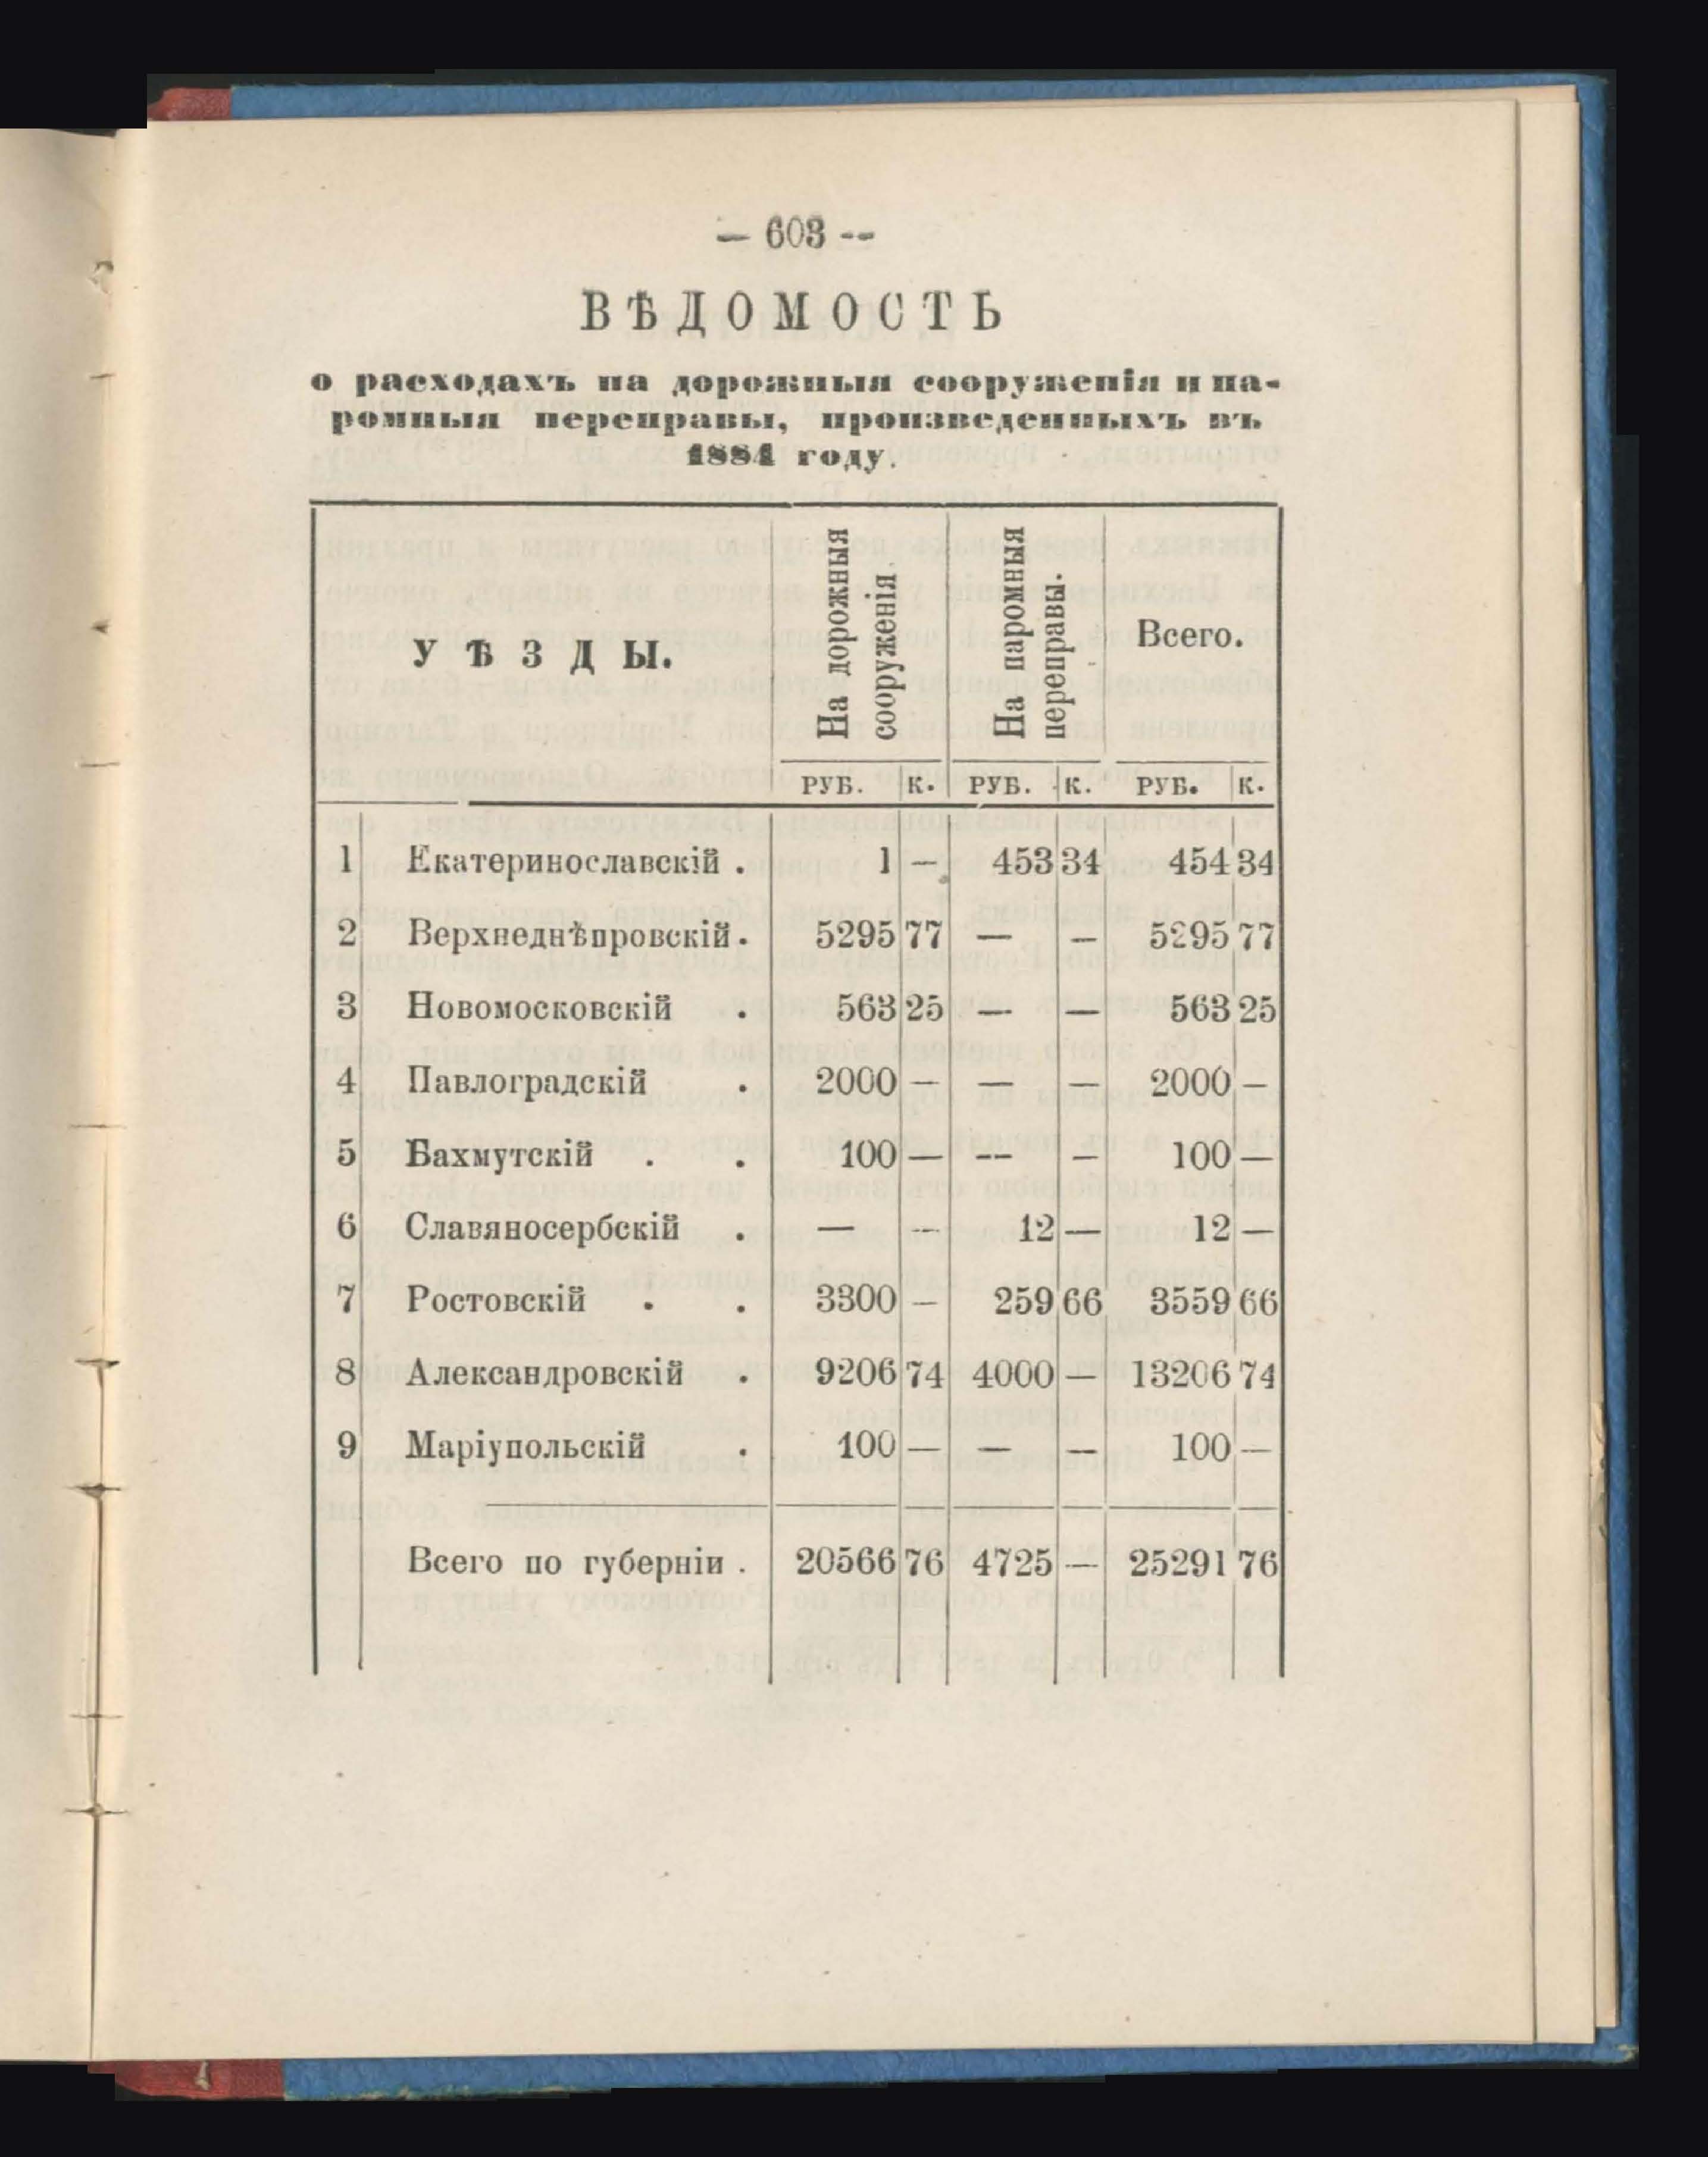 — 603 --
ВѢДОМОСТЬ
о расходахъ на дорожныя сооруженія и па-
ромныя переправы, произведенныхъ въ
1884 году.
УѢЗДЫ.
На дорожныя
сооруженія.
На паромныя
переправы.
Всего.
РУБ. К. РУБ. К. РУБ. К.
1 Екатеринославскій . 1 — 453 34 454 34
2 Верхнеднѣпровскій . 5295 77 — — 5295 77
3 Новомосковскій . 563 25 — — 563 25
4 Павлоградскій . 2000 — — — 2000 —
5 Бахмутскій . . 100 — -- — 100 —
6 Славяносербскій . — -- 12 — 12 —
7 Ростовскій . . 3300 — 259 66 3559 66
8 Александровскій . 9206 74 4000 — 13206 74
9 Маріупольскій . 100 — — — 100 —
Всего по губерніи . 20566 76 4725 — 25291 76